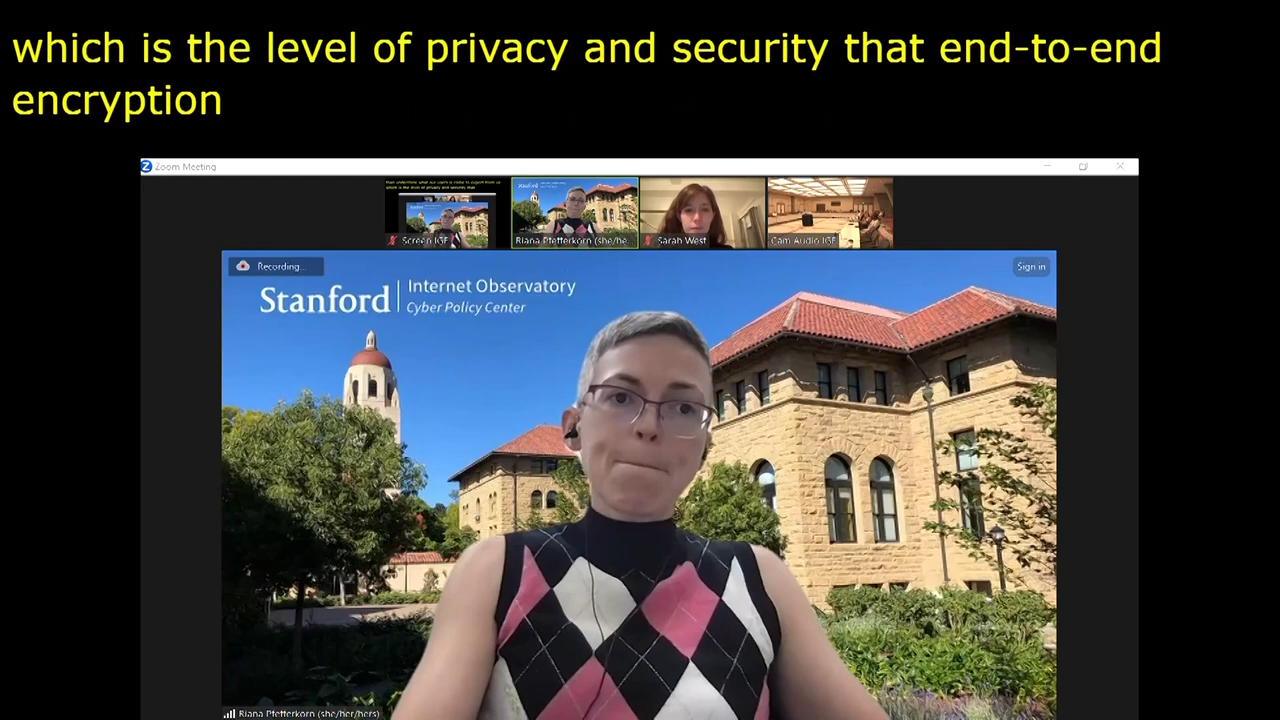 which is the level of privacy and security that end-to-end
encryption
Zoom Meeting
Screen IGF
Riana Pfefferkorn (she/he...
Sarah West
Cam Audio IGF
Recording...
Sign in
Stanford
Internet Observatory
Cyber Policy Center
Riana Pfefferkorn (she/her/hers)